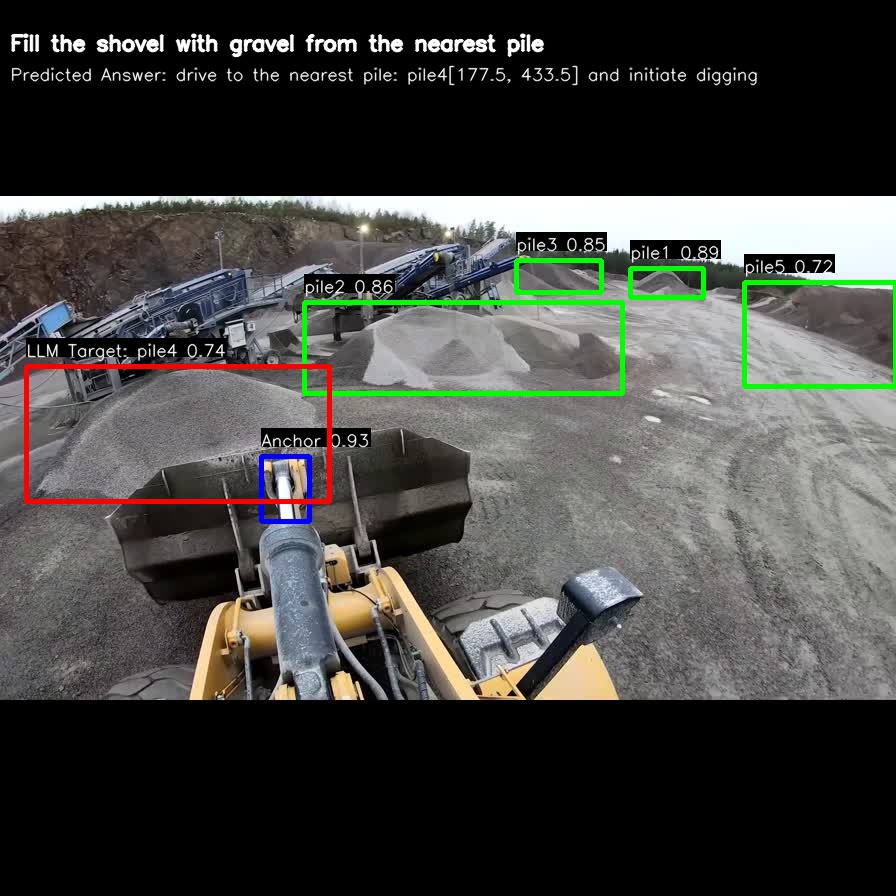 Fill the shovel with gravel from the nearest pile
Predicted Answer: drive to the nearest pile: pile4[177.5, 433.5] and initiate digging
pile3 0.85
pile1 0.89
pile5 0.72
pile2 0.86
LLM Target: pile4 0.74
Anchor 0.93